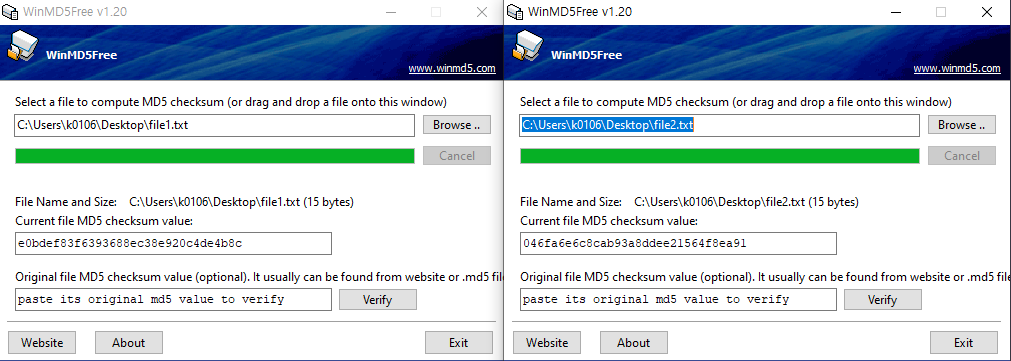 WinMD5Free v1.20
WinMD5Free
www.winmd5.com
Select a file to compute MD5 checksum (or drag and drop a file onto this window)
C:\Users\k0106\Desktop\file1.txt
Browse ..
Cancel
File Name and Size: C:\Users\k0106\Desktop\file1.txt (15 bytes)
Current file MD5 checksum value:
e0bdef83f6393688ec38e920c4de4b8c
Original file MD5 checksum value (optional). It usually can be found from website or .md5 file
paste its original md5 value to verify
Verify
Website
About
Exit
WinMD5Free v1.20
WinMD5Free
www.winmd5.com
Select a file to compute MD5 checksum (or drag and drop a file onto this window)
C:\Users\k0106\Desktop\file2.txt
Browse ..
Cancel
File Name and Size: C:\Users\k0106\Desktop\file2.txt (15 bytes)
Current file MD5 checksum value:
046fa6e6c8cab93a8ddee21564f8ea91
Original file MD5 checksum value (optional). It usually can be found from website or .md5 file
paste its original md5 value to verify
Verify
Website
About
Exit